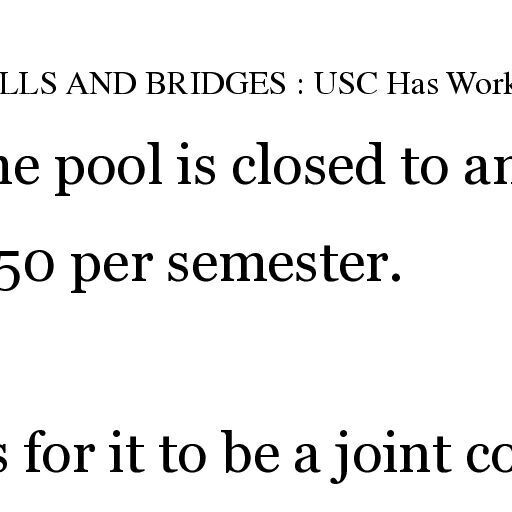 LLS AND BRIDGES : USC Has Work
he pool is closed to an
50 per semester.
s for it to be a joint co